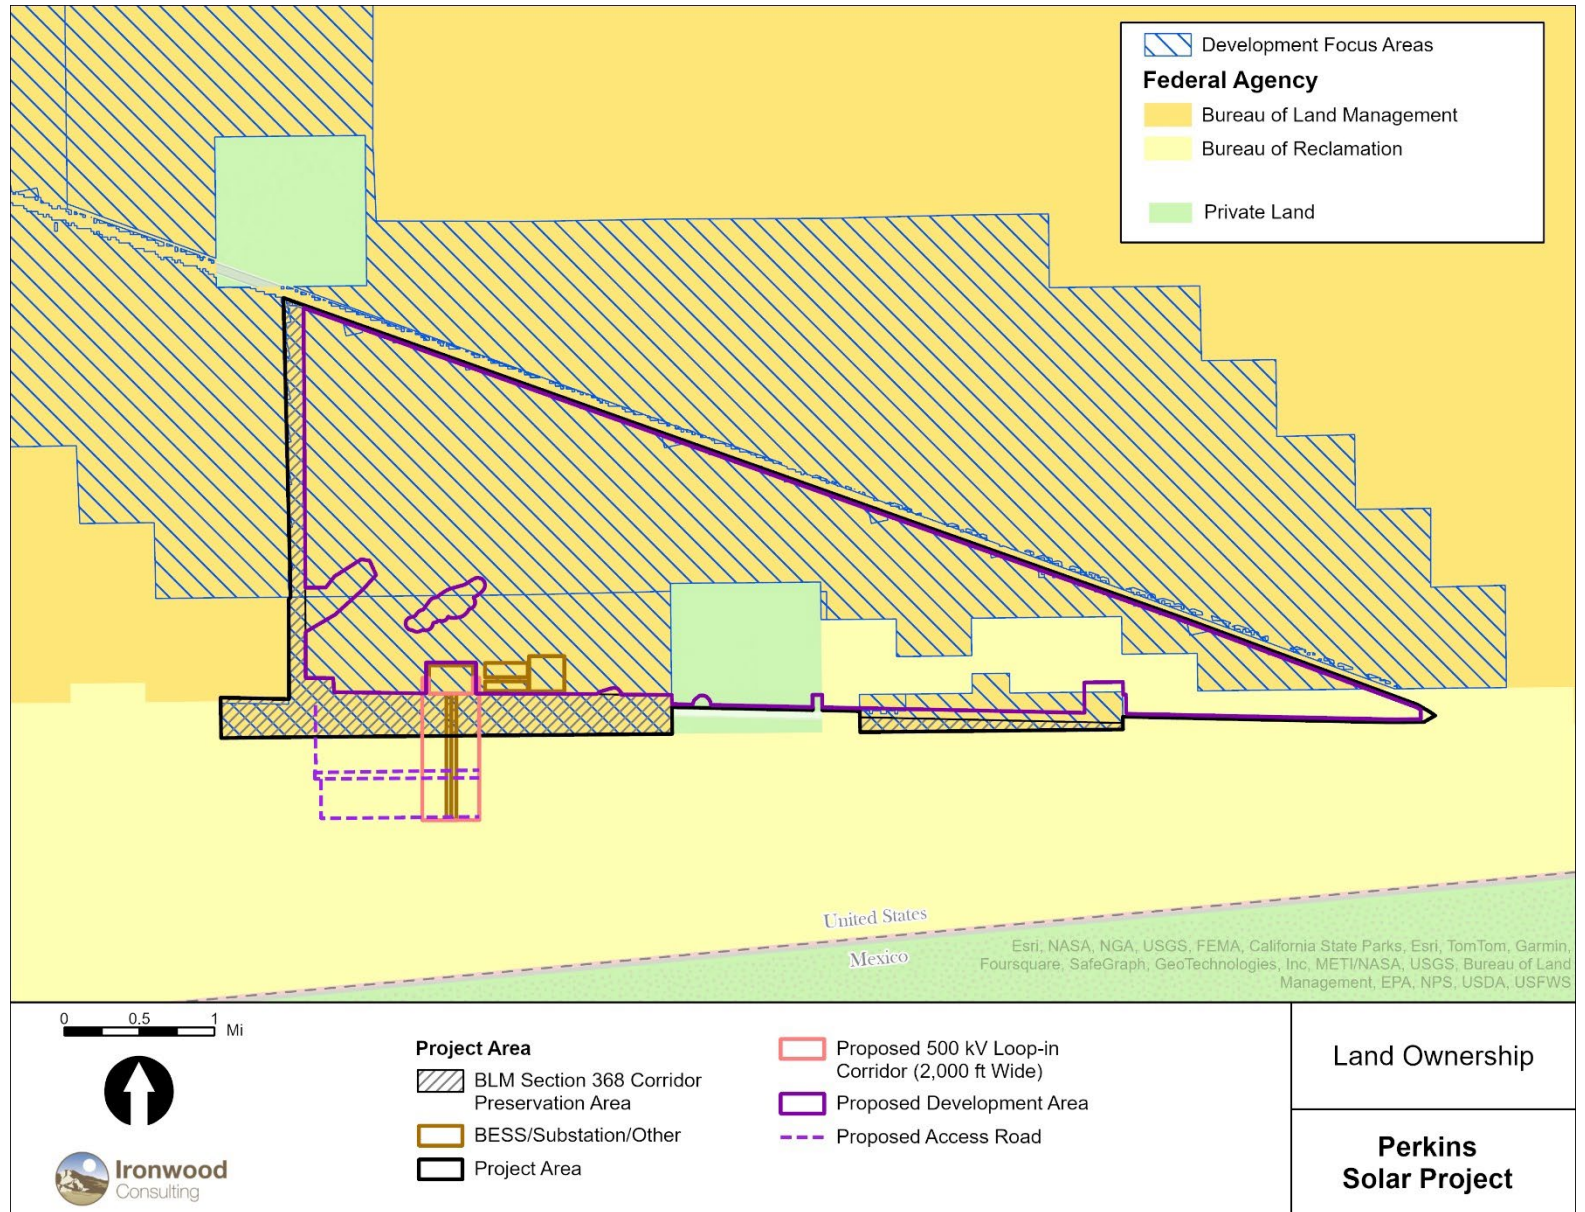 Development Focus Areas
Federal Agency
Bureau of Land Management
Bureau of Reclamation
Private Land
United States
Mexico
Esri, NASA, NGA, USGS, FEMA, California State Parks, Esri, TomTom, Garmin,
Foursquare, SafeGraph, GeoTechnologies, Inc, METI/NASA, USGS, Bureau of Land
Management, EPA, NPS, USDA, USFWS
0 0.5 1
Mi
Ironwood
Consulting
Project Area
BLM Section 368 Corridor
Preservation Area
BESS/Substation/Other
Project Area
Proposed 500 kV Loop-in
Corridor (2,000 ft Wide)
Proposed Development Area
Proposed Access Road
Land Ownership
Perkins
Solar Project